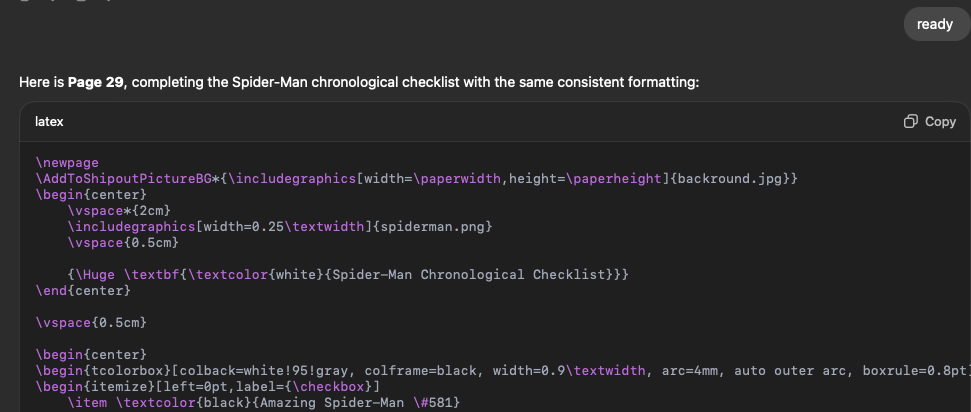 ready
Here is Page 29, completing the Spider-Man chronological checklist with the same consistent formatting:
latex
Copy
\newpage
\AddToShipoutPictureBG*{\includegraphics[width=\paperwidth,height=\paperheight]{backround.jpg}}
\begin{center}
    \vspace*{2cm}
    \includegraphics[width=0.25\textwidth]{spiderman.png}
    \vspace{0.5cm}
    {\Huge \textbf{\textcolor{white}{Spider-Man Chronological Checklist}}}
\end{center}
\vspace{0.5cm}
\begin{center}
\begin{tcolorbox}[colback=white!95!gray, colframe=black, width=0.9\textwidth, arc=4mm, auto outer arc, boxrule=0.8pt]
\begin{itemize}[left=0pt,label={\checkbox}]
    \item \textcolor{black}{Amazing Spider-Man \#581}